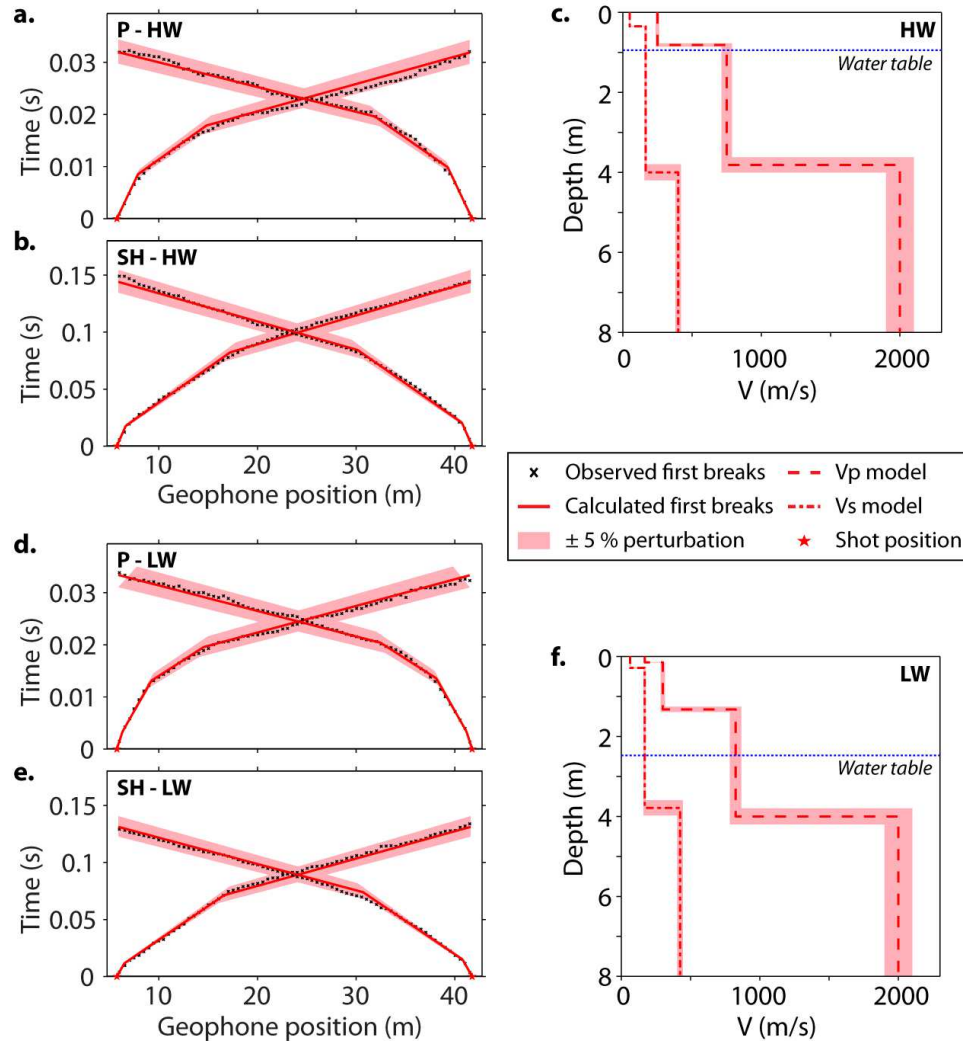 a.
P - HW
Time (s)
0.03
0.02
0.01
0
b.
SH - HW
Time (s)
0.15
0.1
0.05
0
10 20 30 40
Geophone position (m)
c.
HW
Water table
Depth (m)
0
2
4
6
8
0 1000 2000
V (m/s)
Observed first breaks
Calculated first breaks
± 5 % perturbation
Vp model
Vs model
Shot position
d.
P - LW
Time (s)
0.03
0.02
0.01
0
e.
SH - LW
Time (s)
0.15
0.1
0.05
0
10 20 30 40
Geophone position (m)
f.
LW
Water table
Depth (m)
0
2
4
6
8
0 1000 2000
V (m/s)